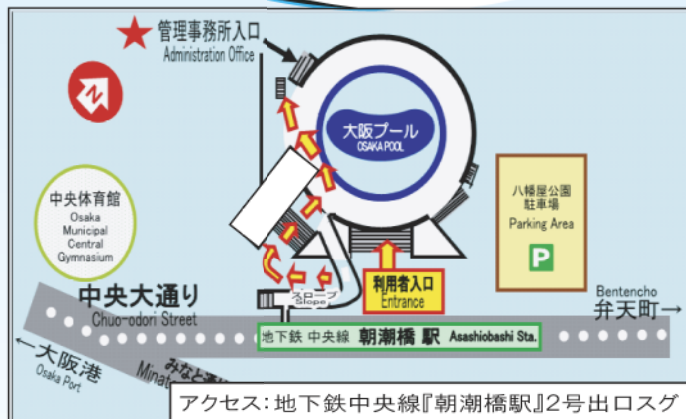 管理事務所入口
Administration Office
N
大阪プール
OSAKA POOL
中央体育館
Osaka
Municipal
Central
Gymnasium
八幡屋公園
駐車場
Parking Area
P
利用者入口
Entrance
スロープ
Slope
中央大通り
Chuo-odori Street
Bentencho
弁天町→
地下鉄 中央線 朝潮橋 駅 Asashiobashi Sta.
←大阪港
Osaka Port
みなと
Minat
アクセス:地下鉄中央線『朝潮橋駅』2号出口スグ